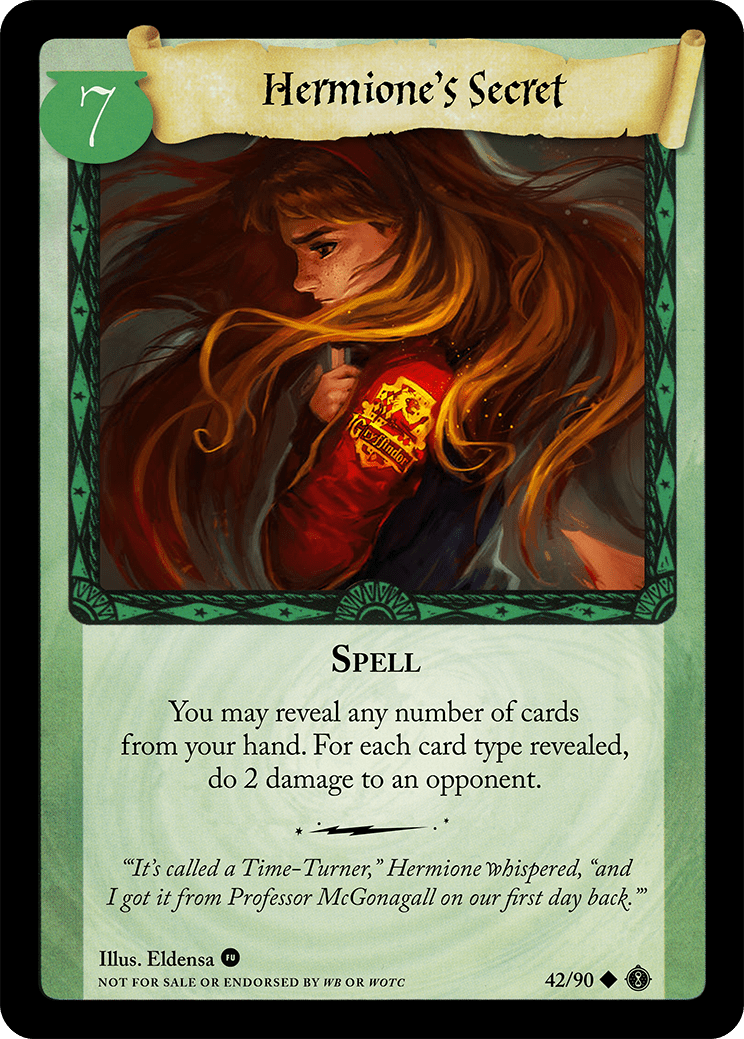 7
Hermione's Secret
Gryffindor
SPELL
You may reveal any number of cards
from your hand. For each card type revealed,
do 2 damage to an opponent.
“‘It’s called a Time-Turner,” Hermione whispered, “and
I got it from Professor McGonagall on our first day back.’”
Illus. Eldensa FU
NOT FOR SALE OR ENDORSED BY WB OR WOTC
42/90